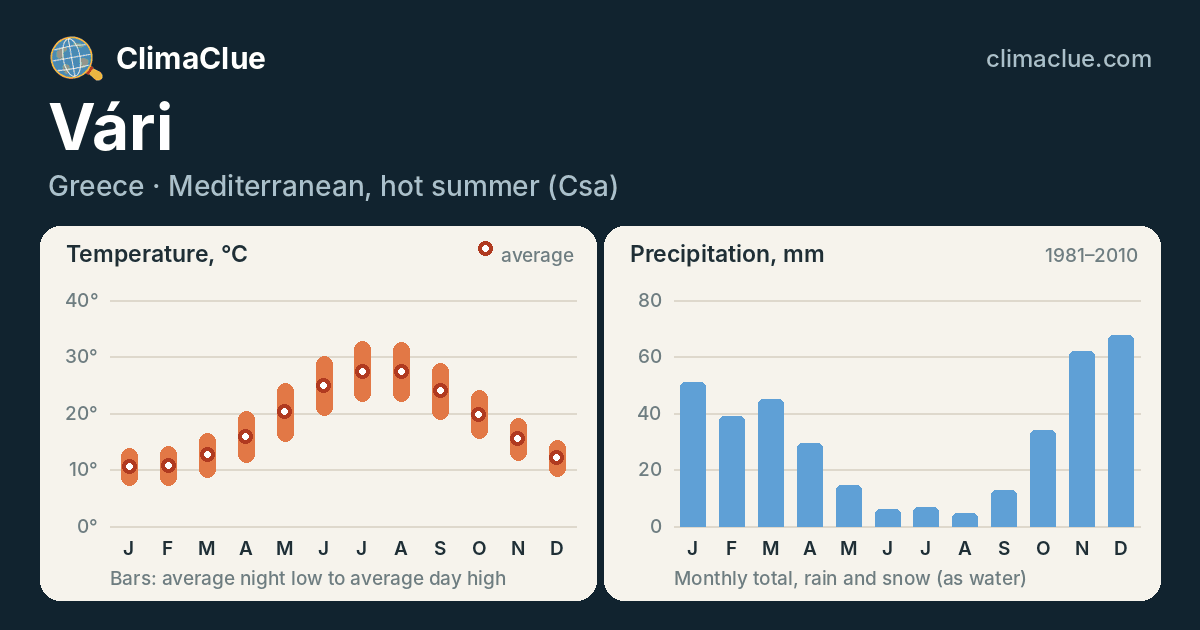 ClimaClue
climaclue.com
Vári
Greece · Mediterranean, hot summer (Csa)
Temperature, °C
average
40°
30°
20°
10°
0°
J F M A M J J A S O N D
Bars: average night low to average day high
Precipitation, mm
1981–2010
80
60
40
20
0
J F M A M J J A S O N D
Monthly total, rain and snow (as water)